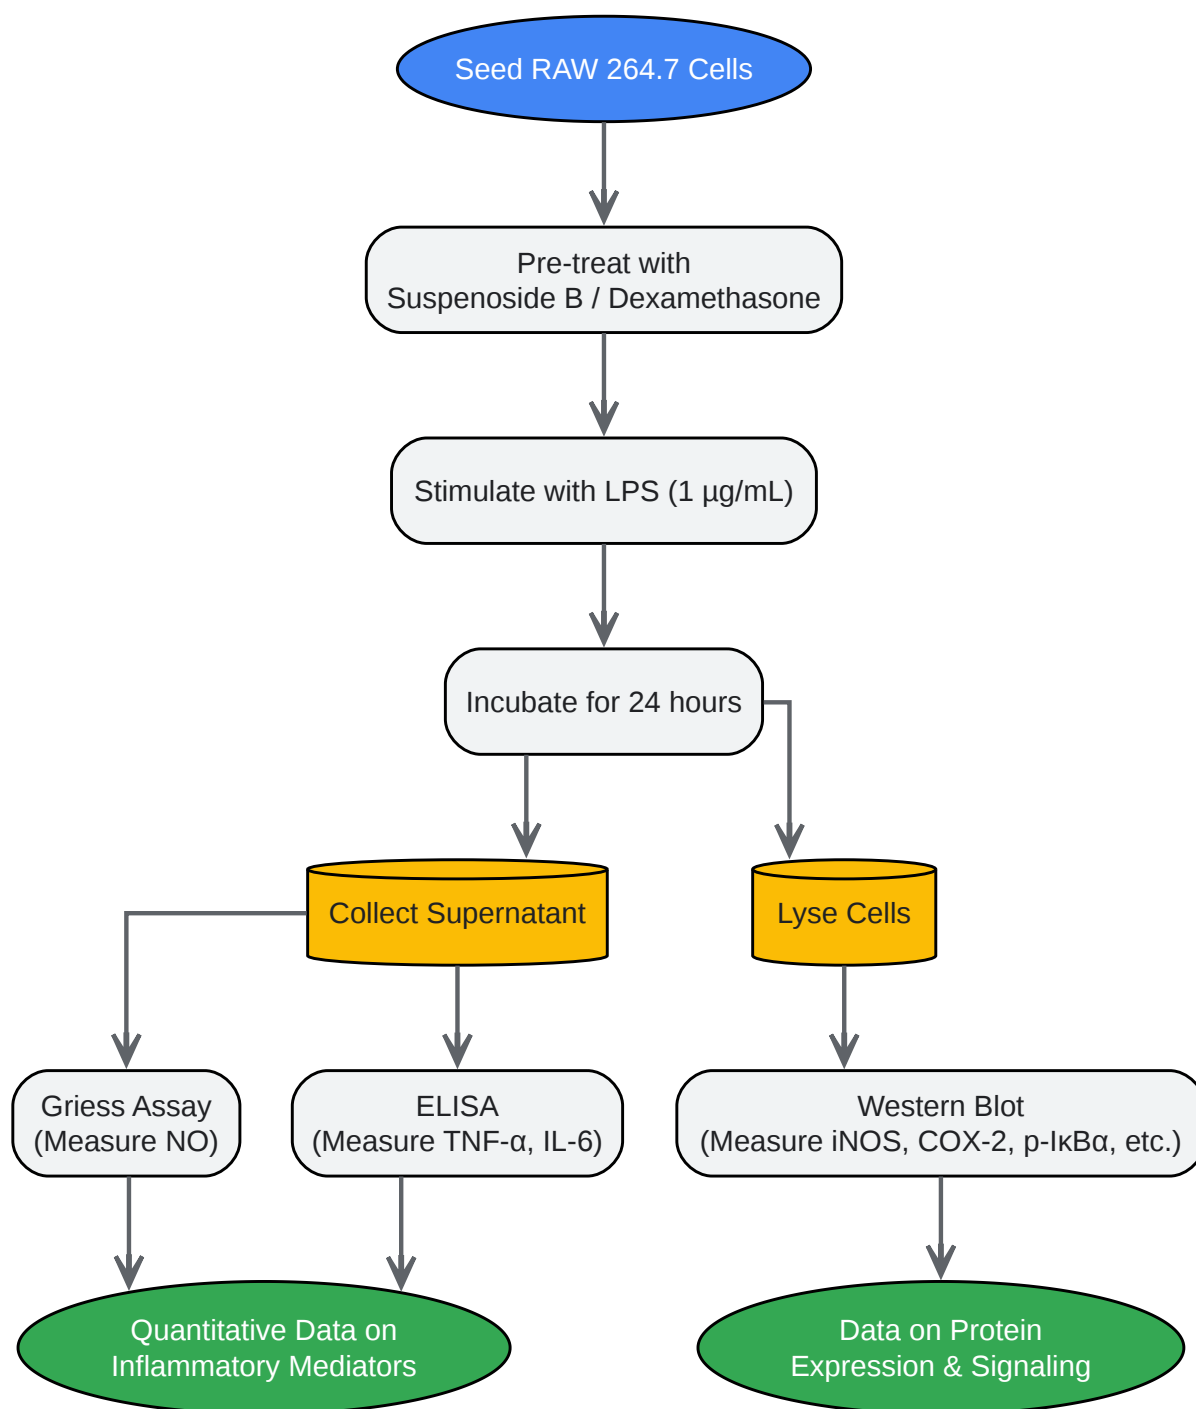 Seed RAW 264.7 Cells
Pre-treat with
Suspenoside B / Dexamethasone
Stimulate with LPS (1 µg/mL)
Incubate for 24 hours
Collect Supernatant
Lyse Cells
Griess Assay
(Measure NO)
ELISA
(Measure TNF-α, IL-6)
Western Blot
(Measure iNOS, COX-2, p-IκBα, etc.)
Quantitative Data on
Inflammatory Mediators
Data on Protein
Expression & Signaling